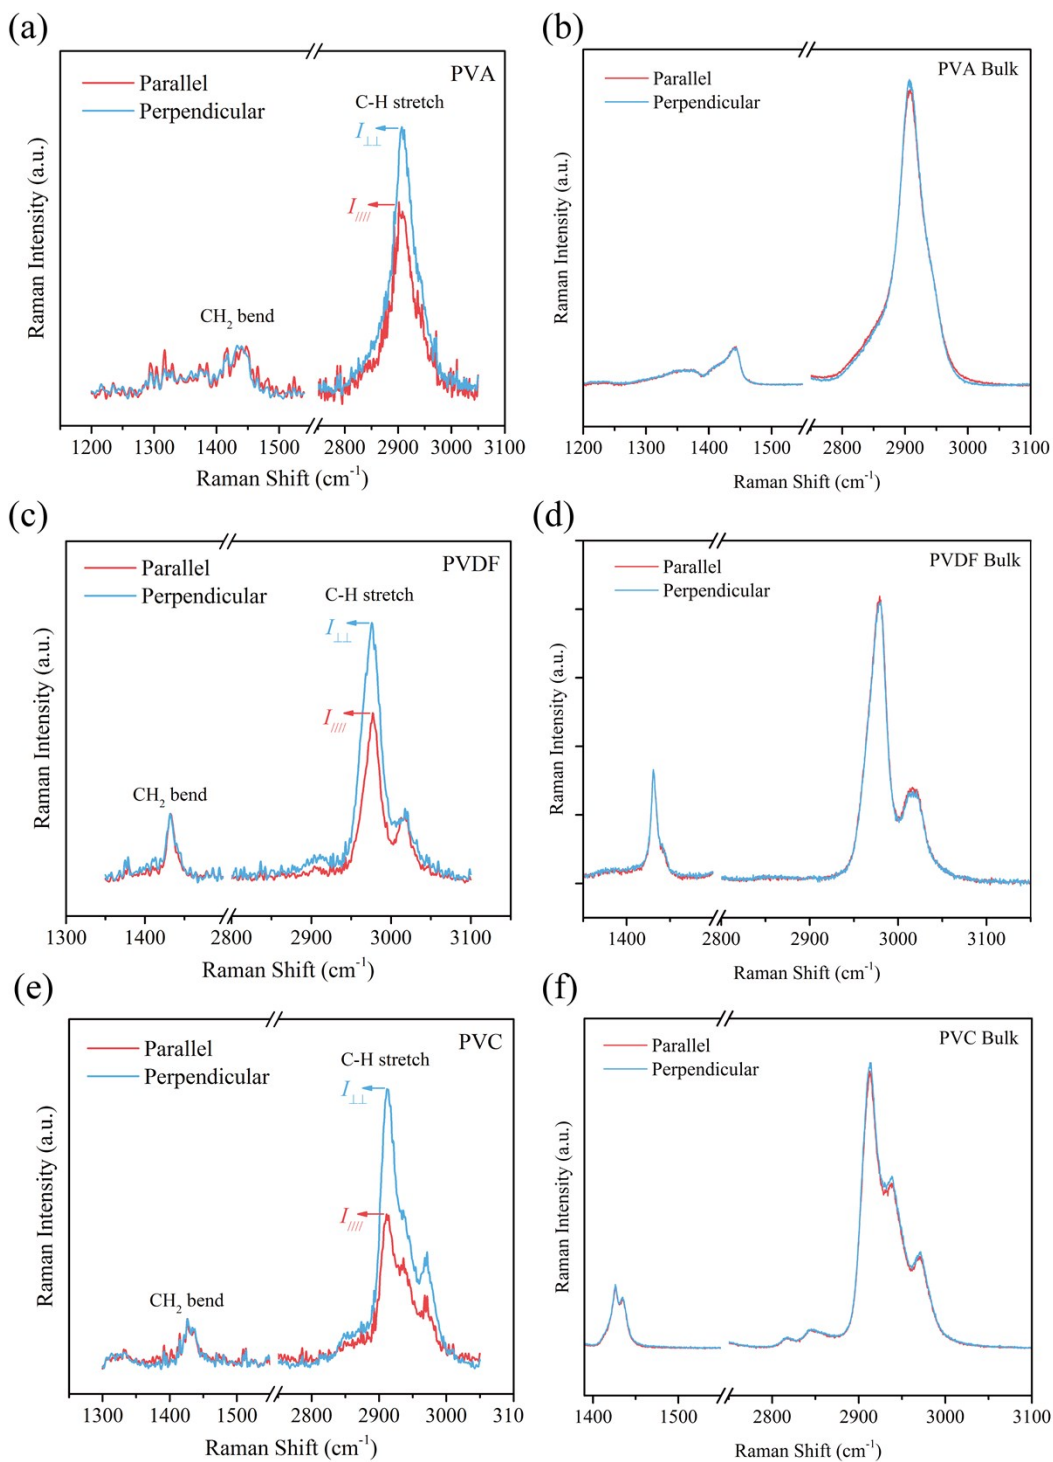 (a)
PVA
Parallel
Perpendicular
C-H stretch
I⊥⊥
I////
CH2 bend
Raman Intensity (a.u.)
1200 1300 1400 1500 2800 2900 3000 3100
Raman Shift (cm-1)
(b)
PVA Bulk
Parallel
Perpendicular
Raman Intensity (a.u.)
1200 1300 1400 1500 2800 2900 3000 3100
Raman Shift (cm-1)
(c)
PVDF
Parallel
Perpendicular
C-H stretch
I⊥⊥
I////
CH2 bend
Raman Intensity (a.u.)
1300 1400 2800 2900 3000 3100
Raman Shift (cm-1)
(d)
PVDF Bulk
Parallel
Perpendicular
Raman Intensity (a.u.)
1400 2800 2900 3000 3100
Raman Shift (cm-1)
(e)
PVC
Parallel
Perpendicular
C-H stretch
I⊥⊥
I////
CH2 bend
Raman Intensity (a.u.)
1300 1400 1500 2800 2900 3000 3100
Raman Shift (cm-1)
(f)
PVC Bulk
Parallel
Perpendicular
Raman Intensity (a.u.)
1400 1500 2800 2900 3000 3100
Raman Shift (cm-1)